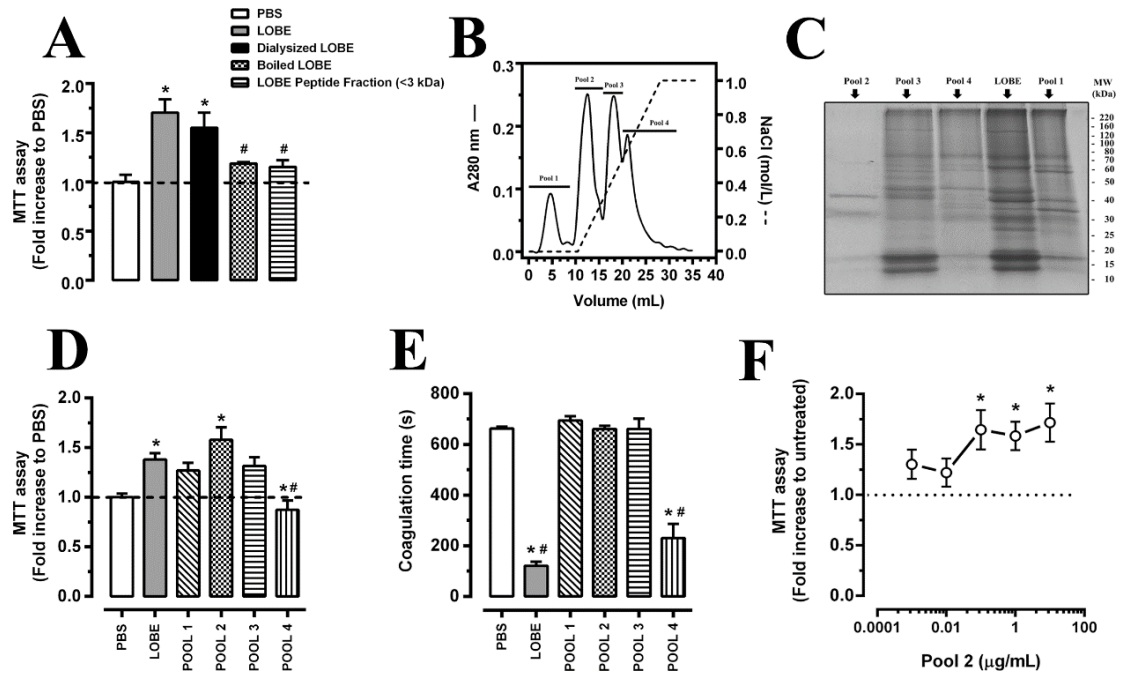 A
PBS
LOBE
Dialysized LOBE
Boiled LOBE
LOBE Peptide Fraction (<3 kDa)
MTT assay
(Fold increase to PBS)
2.0
1.5
1.0
0.5
0.0
*
*
#
#
B
A280 nm —
0.3
0.2
0.1
0.0
Pool 1
Pool 2
Pool 3
Pool 4
1.0
0.8
0.6
0.4
0.2
0.0
NaCl (mol/L) ---
0 5 10 15 20 25 30 35 40
Volume (mL)
C
Pool 2 Pool 3 Pool 4 LOBE Pool 1 MW
(kDa)
- 220
- 160
- 120
- 100
- 80
- 70
- 60
- 50
- 40
- 30
- 25
- 20
- 15
- 10
D
MTT assay
(Fold increase to PBS)
2.0
1.5
1.0
0.5
0.0
*
*
* #
PBS
LOBE
POOL 1
POOL 2
POOL 3
POOL 4
E
Coagulation time (s)
800
600
400
200
0
* #
* #
PBS
LOBE
POOL 1
POOL 2
POOL 3
POOL 4
F
MTT assay
(Fold increase to untreated)
2.0
1.5
1.0
0.5
0.0
* * *
0.0001 0.01 1 100
Pool 2 (μg/mL)